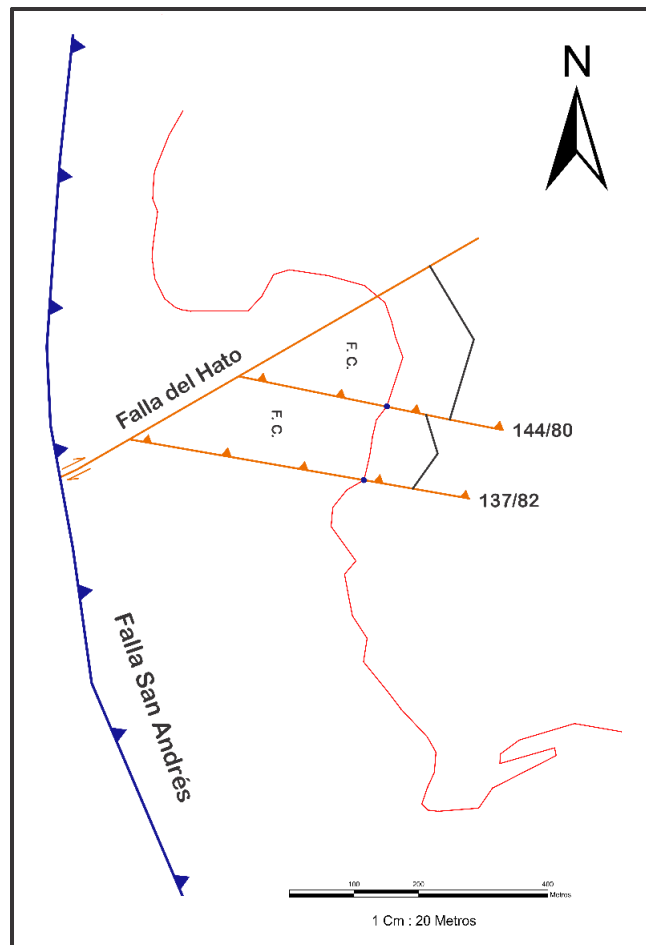 N
Falla del Hato
F. C.
F. C.
144/80
137/82
Falla San Andrés
100 200 400
Metros
1 Cm : 20 Metros